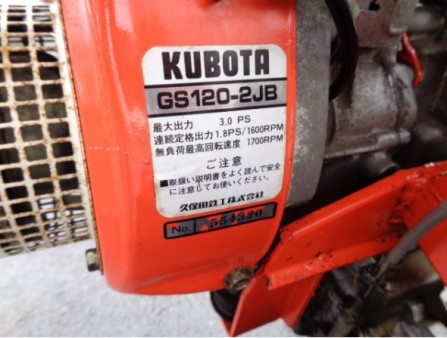 KUBOTA
GS120-2JB
最大出力 3.0 PS
連続定格出力 1.8PS/1600RPM
無負荷最高回転速度 1700RPM
ご注意
■取扱い説明書をよく読んで安全
に注意してお使いください。
久保田鉄工株式会社
No. 554320